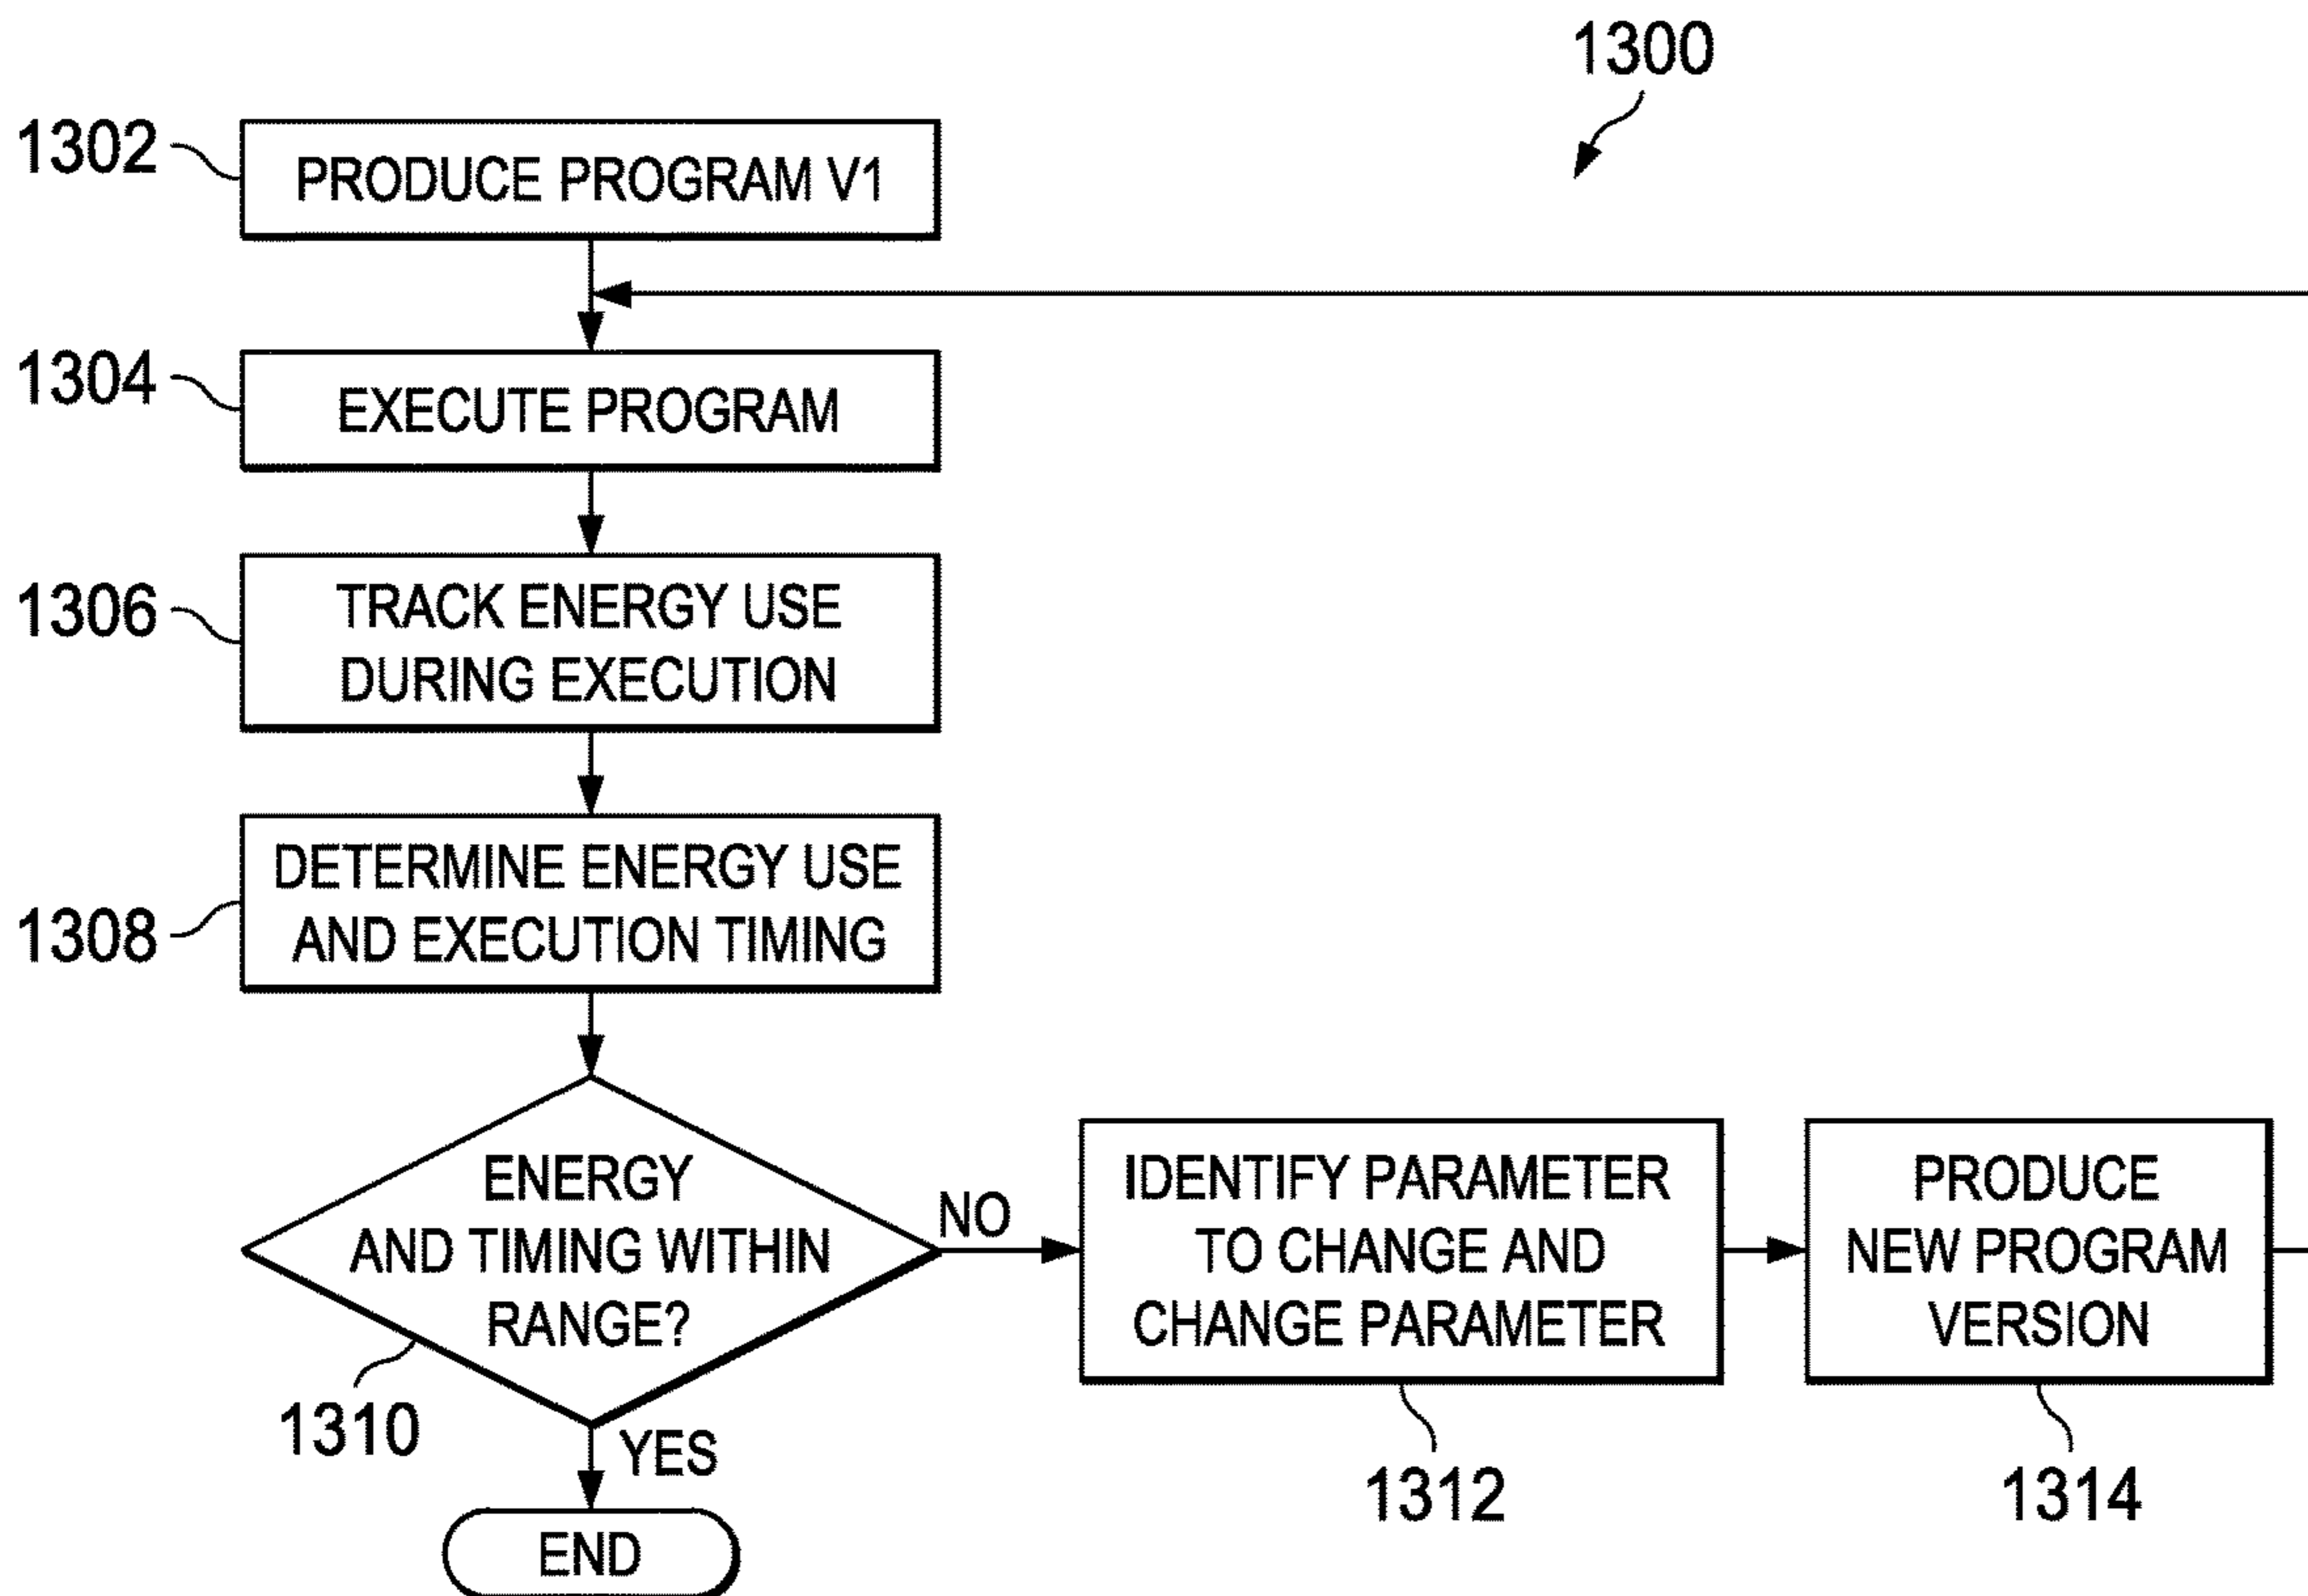 1300
1302
PRODUCE PROGRAM V1
1304
EXECUTE PROGRAM
1306
TRACK ENERGY USE
DURING EXECUTION
1308
DETERMINE ENERGY USE
AND EXECUTION TIMING
ENERGY
AND TIMING WITHIN
RANGE?
1310
NO
IDENTIFY PARAMETER
TO CHANGE AND
CHANGE PARAMETER
1312
PRODUCE
NEW PROGRAM
VERSION
1314
YES
END